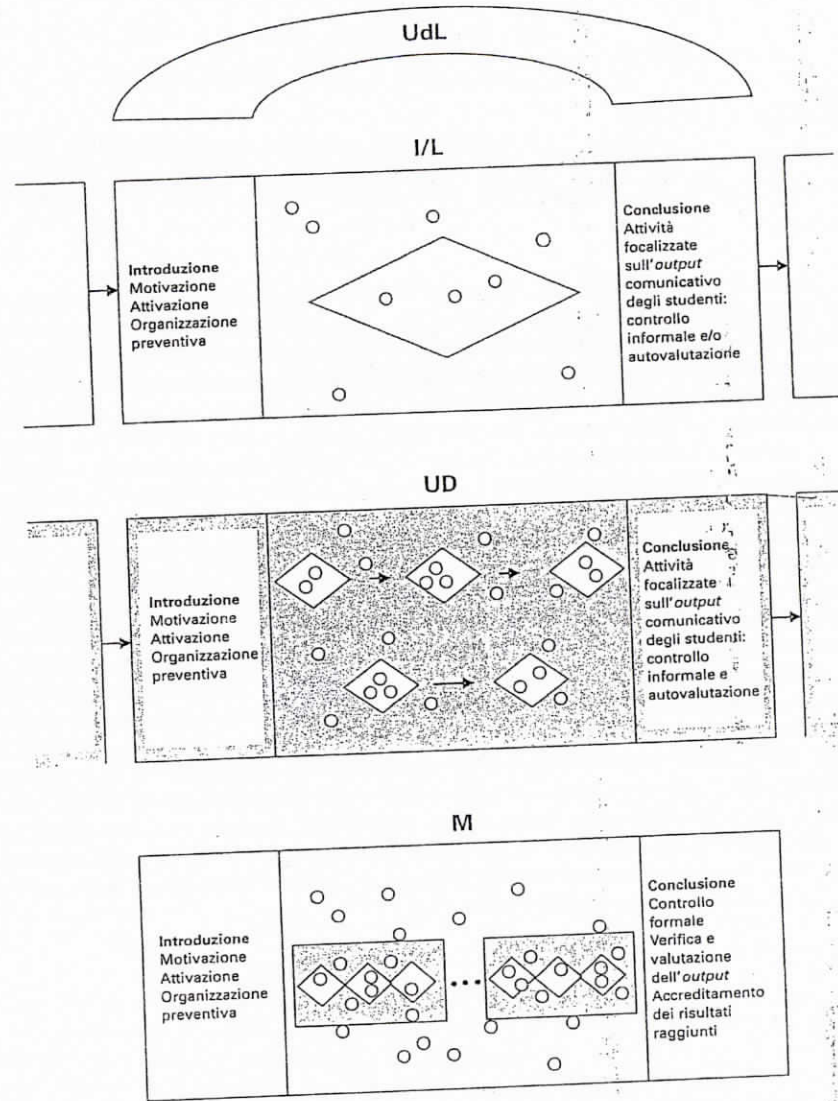 UdL
I/L
Introduzione
Motivazione
Attivazione
Organizzazione
preventiva
Conclusione
Attività
focalizzate
sull'output
comunicativo
degli studenti:
controllo
informale e/o
autovalutazione
UD
Introduzione
Motivazione
Attivazione
Organizzazione
preventiva
Conclusione
Attività
focalizzate
sull'output
comunicativo
degli studenti:
controllo
informale e
autovalutazione
M
Introduzione
Motivazione
Attivazione
Organizzazione
preventiva
Conclusione
Controllo
formale
Verifica e
valutazione
dell'output
Accreditamento
dei risultati
raggiunti